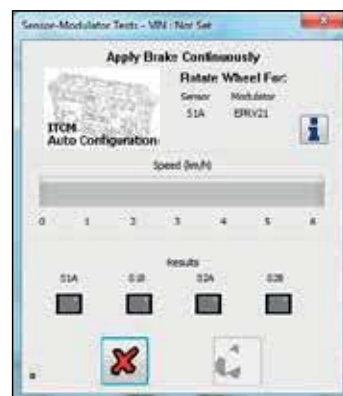 Sensor-Modulator Tests - VIN : Not Set
Apply Brake Continuously
Rotate Wheel For:
Sensor Modulator
S1A EPRV21
ITCM
Auto Configuration
Speed (km/h)
0 1 2 3 4 5 6
Results
S1A S1B S2A S2B